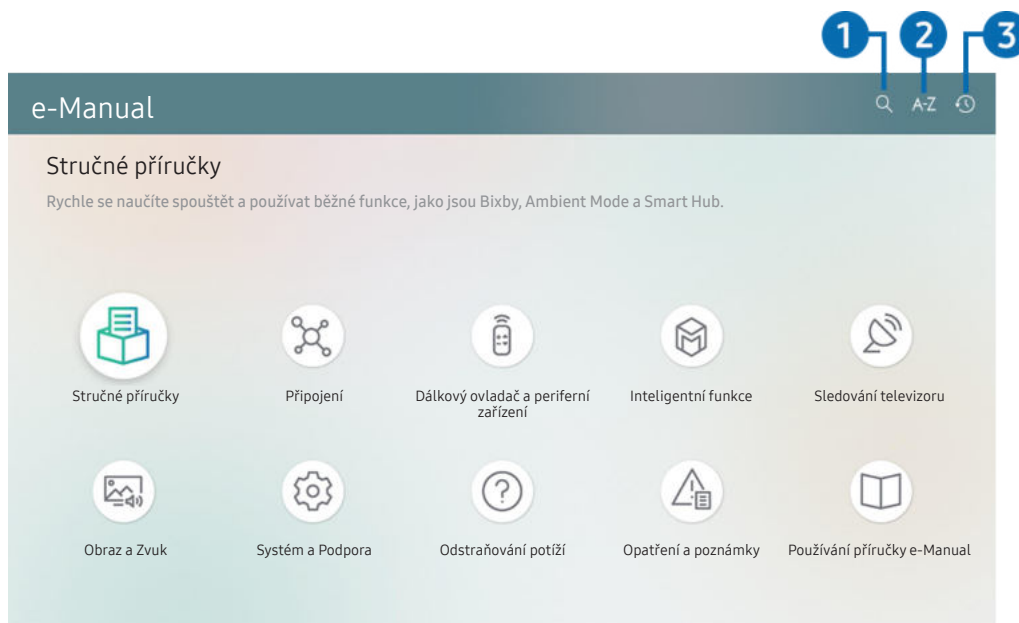 1 2 3
e-Manual A-Z
Stručné příručky
Rychle se naučíte spouštět a používat běžné funkce, jako jsou Bixby, Ambient Mode a Smart Hub.
Stručné příručky
Připojení
Dálkový ovladač a periferní
zařízení
Inteligentní funkce
Sledování televizoru
Obraz a Zvuk
Systém a Podpora
Odstraňování potíží
Opatření a poznámky
Používání příručky e-Manual